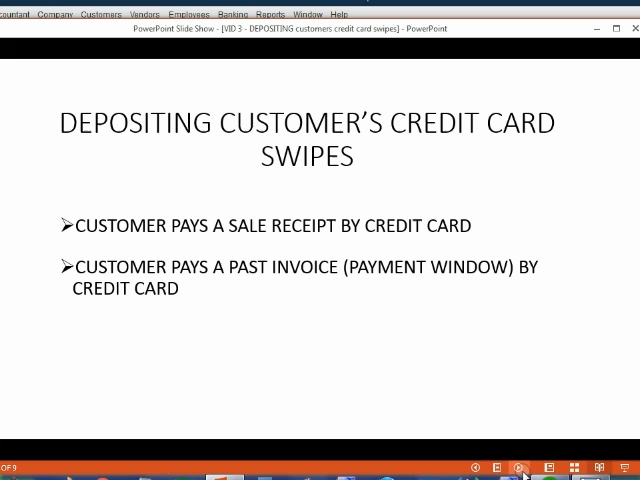 countant Company Customers Vendors Employees Banking Reports Window Help
PowerPoint Slide Show - [VID 3 - DEPOSITING customers credit card swipes] - PowerPoint
DEPOSITING CUSTOMER’S CREDIT CARD
SWIPES
➢CUSTOMER PAYS A SALE RECEIPT BY CREDIT CARD
➢CUSTOMER PAYS A PAST INVOICE (PAYMENT WINDOW) BY
CREDIT CARD
OF 9